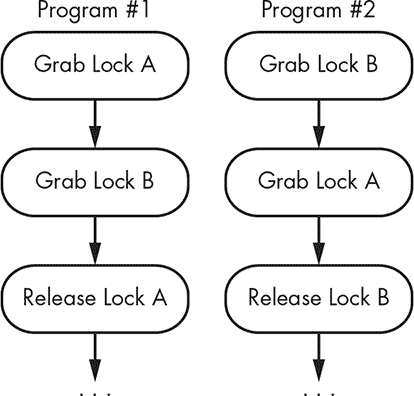 Program #1
Grab Lock A
Grab Lock B
Release Lock A
. . .
Program #2
Grab Lock B
Grab Lock A
Release Lock B
. . .